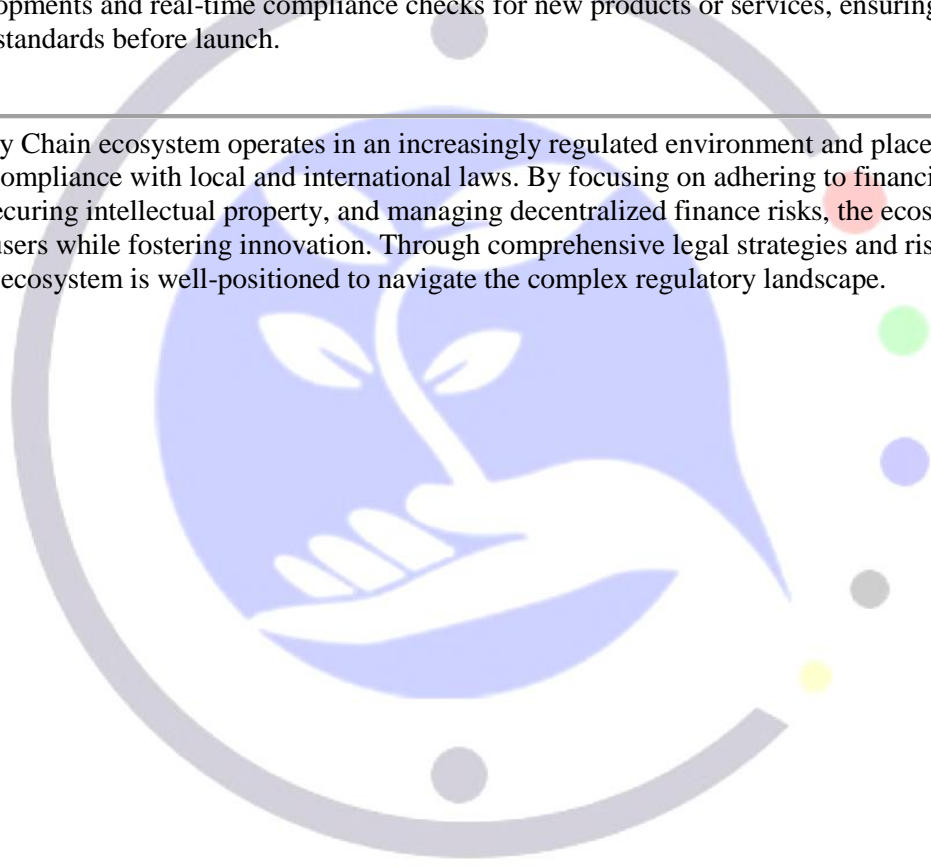 opments and real-time compliance checks for new products or services, ensuring
standards before launch.
y Chain ecosystem operates in an increasingly regulated environment and place
ompliance with local and international laws. By focusing on adhering to financi
ecuring intellectual property, and managing decentralized finance risks, the ecos
users while fostering innovation. Through comprehensive legal strategies and ris
ecosystem is well-positioned to navigate the complex regulatory landscape.